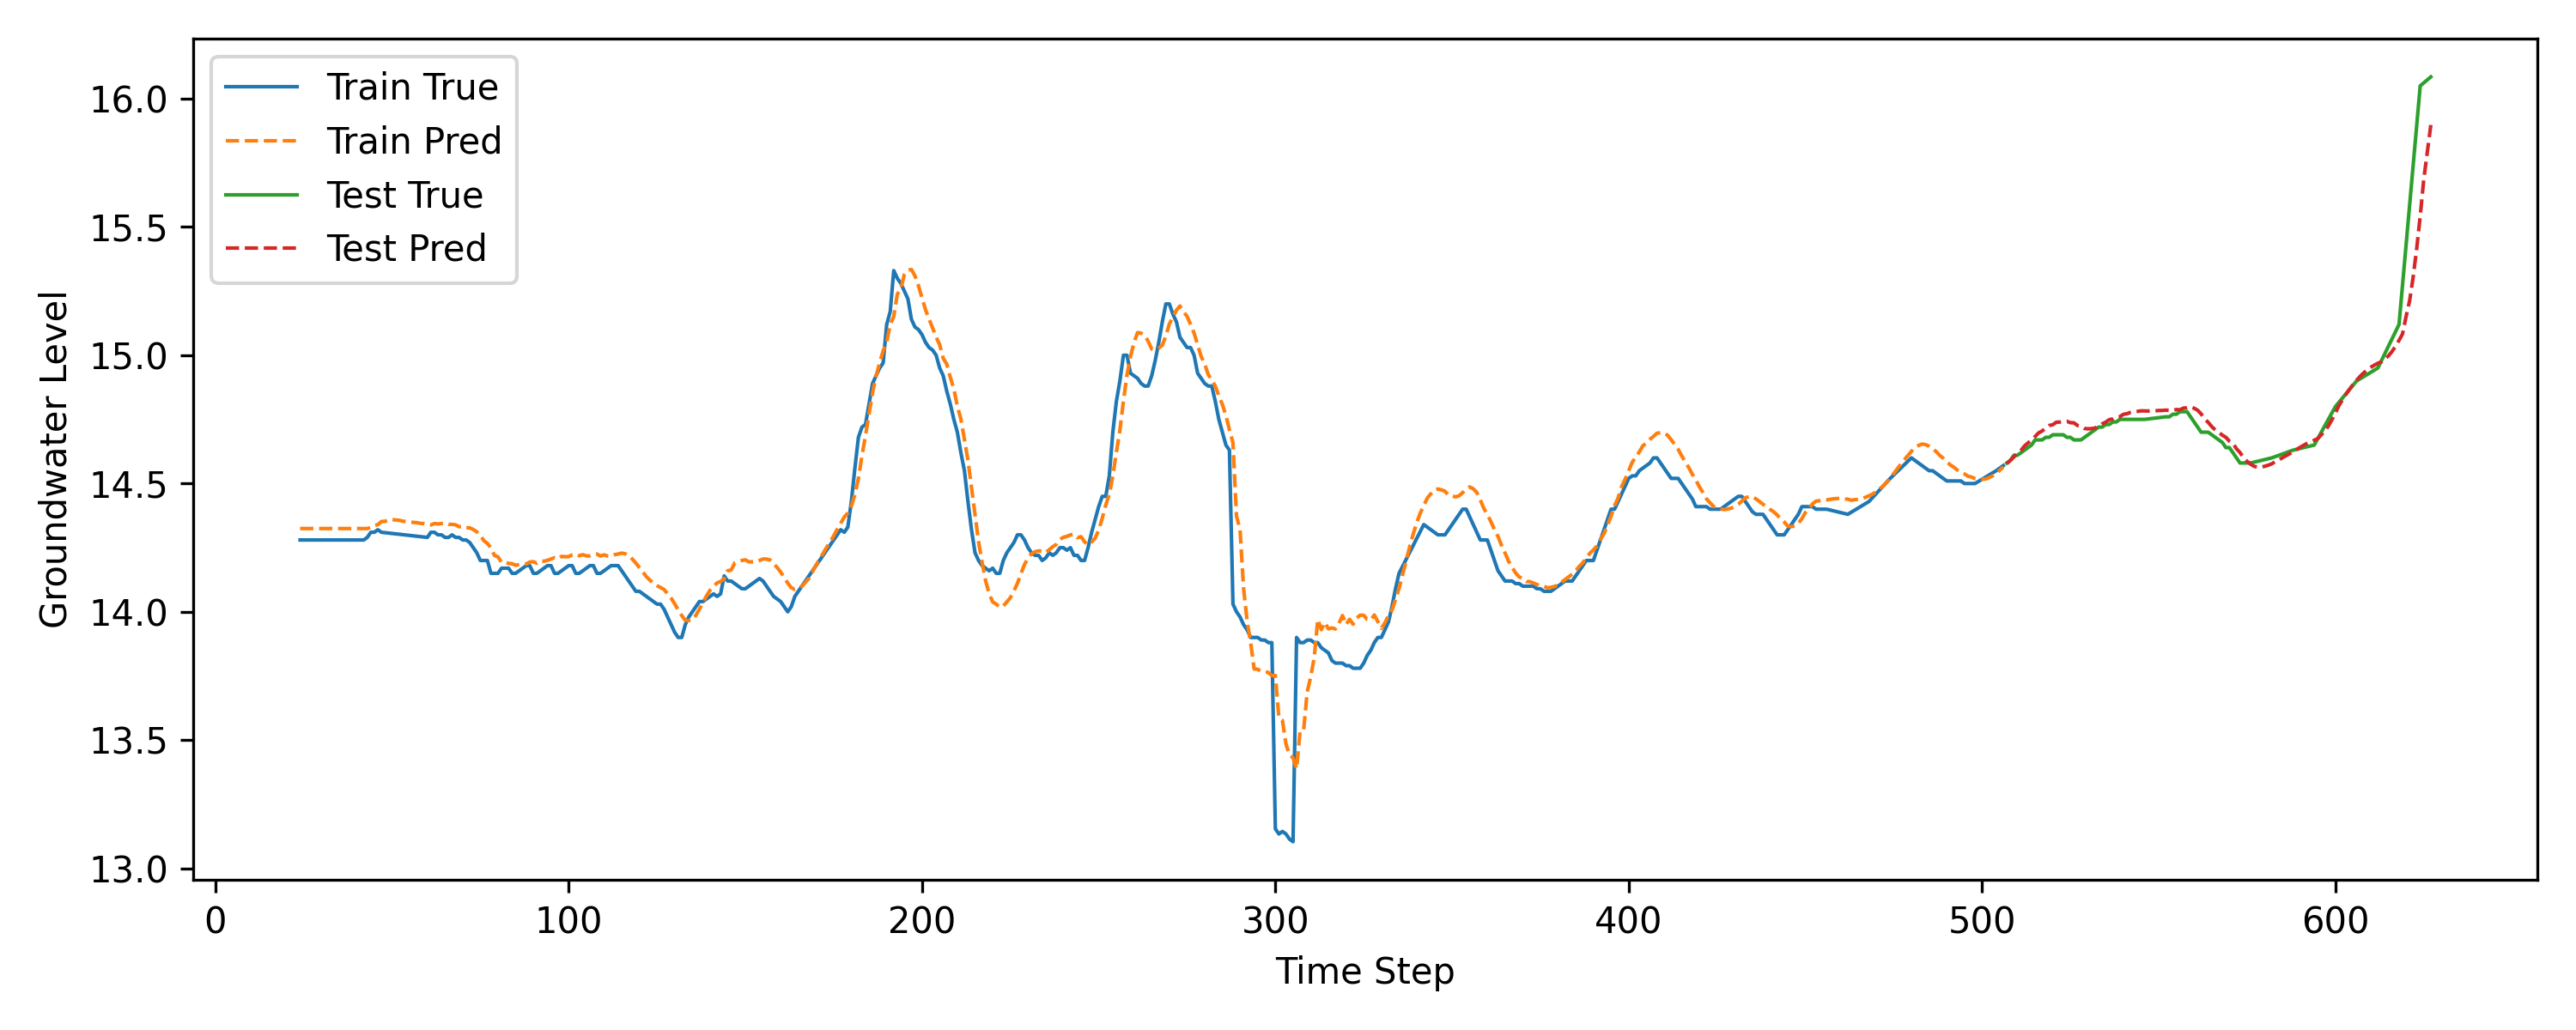 Train True
Train Pred
Test True
Test Pred
16.0
15.5
15.0
14.5
14.0
13.5
13.0
Groundwater Level
0 100 200 300 400 500 600
Time Step